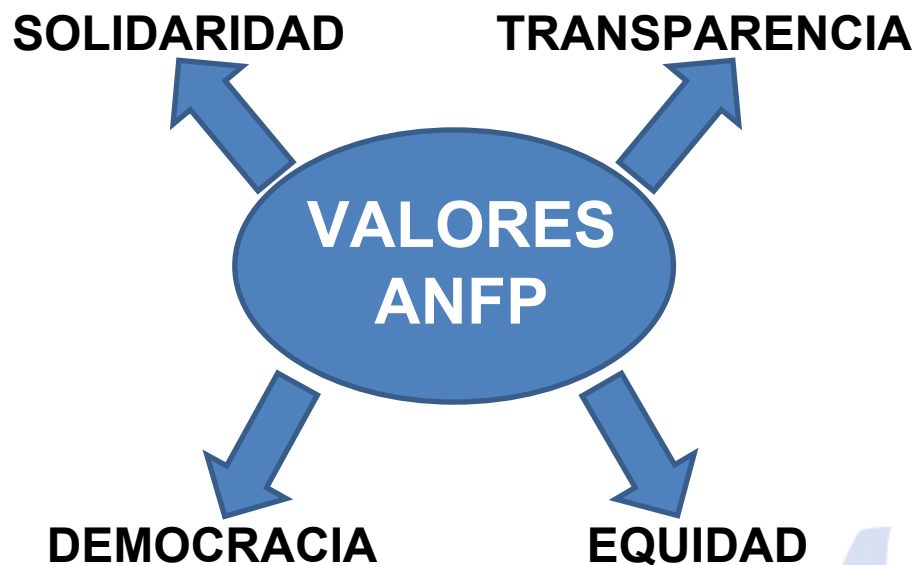 SOLIDARIDAD
TRANSPARENCIA
VALORES
ANFP
DEMOCRACIA
EQUIDAD